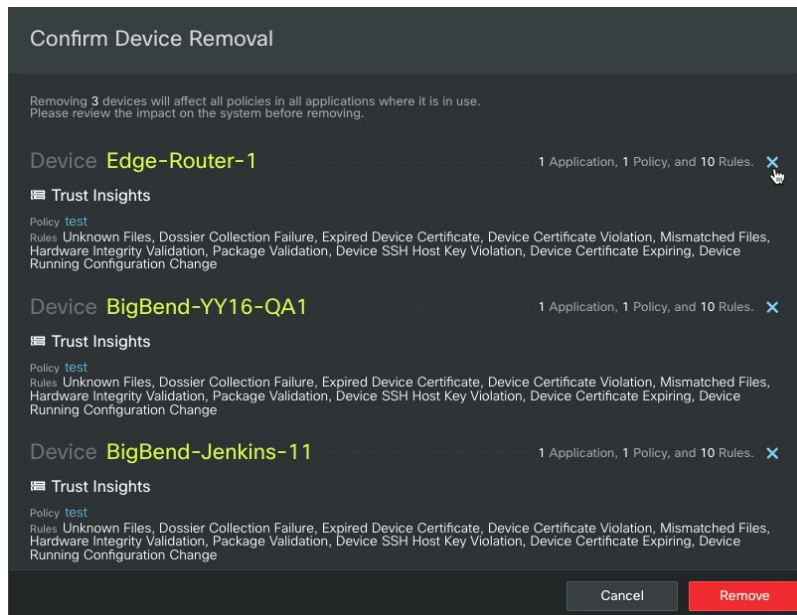 Confirm Device Removal
Removing 3 devices will affect all policies in all applications where it is in use.
Please review the impact on the system before removing.
Device Edge-Router-1 1 Application, 1 Policy, and 10 Rules.
Trust Insights
Policy test
Rules Unknown Files, Dossier Collection Failure, Expired Device Certificate, Device Certificate Violation, Mismatched Files,
Hardware Integrity Validation, Package Validation, Device SSH Host Key Violation, Device Certificate Expiring, Device
Running Configuration Change
Device BigBend-YY16-QA1 1 Application, 1 Policy, and 10 Rules.
Trust Insights
Policy test
Rules Unknown Files, Dossier Collection Failure, Expired Device Certificate, Device Certificate Violation, Mismatched Files,
Hardware Integrity Validation, Package Validation, Device SSH Host Key Violation, Device Certificate Expiring, Device
Running Configuration Change
Device BigBend-Jenkins-11 1 Application, 1 Policy, and 10 Rules.
Trust Insights
Policy test
Rules Unknown Files, Dossier Collection Failure, Expired Device Certificate, Device Certificate Violation, Mismatched Files,
Hardware Integrity Validation, Package Validation, Device SSH Host Key Violation, Device Certificate Expiring, Device
Running Configuration Change
Cancel Remove